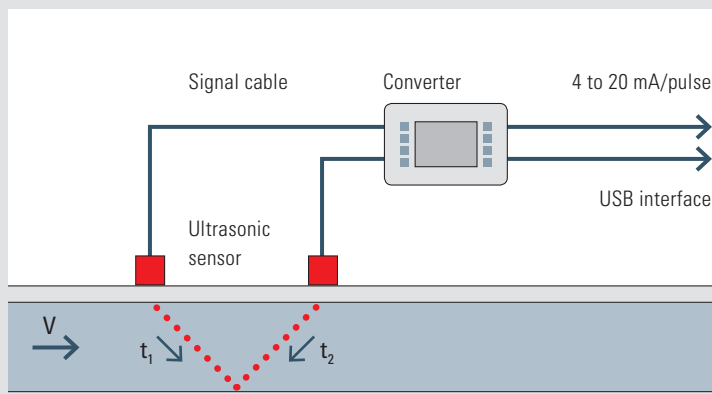 Signal cable
Converter
4 to 20 mA/pulse
USB interface
Ultrasonic
sensor
V
t₁
t₂